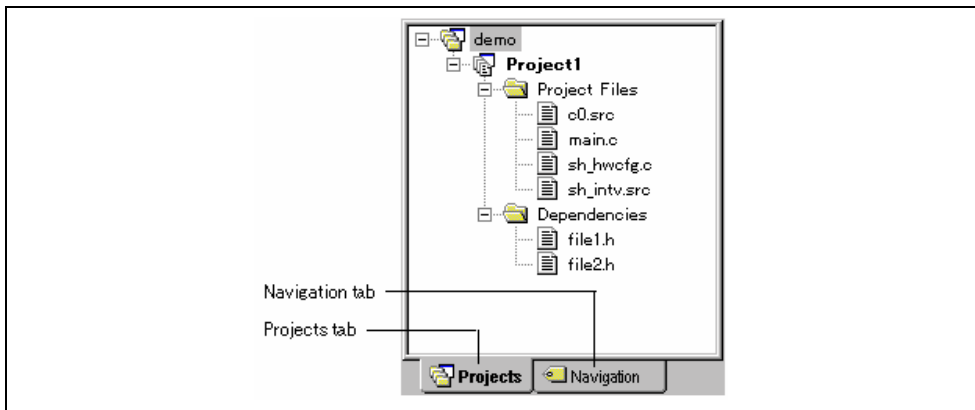 demo
Project1
Project Files
c0.src
main.c
sh_hwcfg.c
sh_intv.src
Dependencies
file1.h
file2.h
Navigation tab
Projects tab
Projects
Navigation